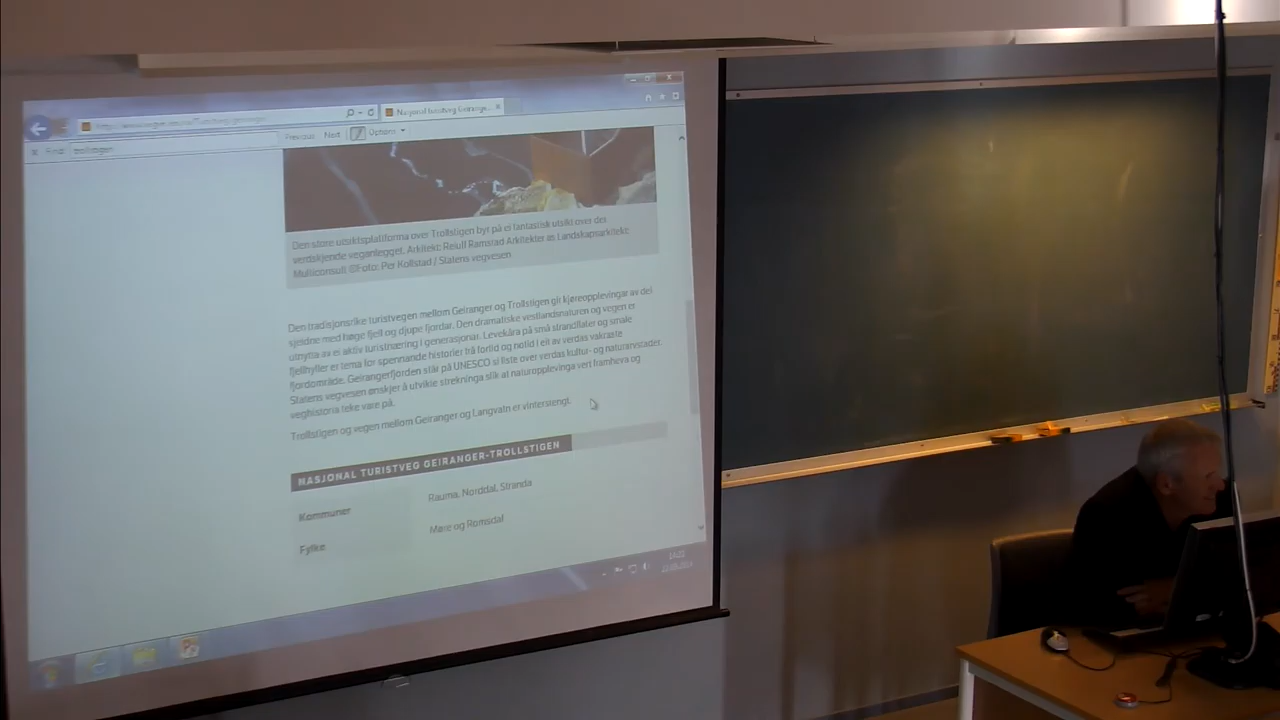 Nasjonal turistveg Geirange...
Find: trollstigen
Previous Next Options
Den store utsiktsplattforma over Trollstigen byr på ei fantastisk utsikt over det
verdskjende veganlegget. Arkitekt: Reiulf Ramstad Arkitekter as Landskapsarkitekt:
Multiconsult ©Foto: Per Kollstad / Statens vegvesen
Den tradisjonsrike turistvegen mellom Geiranger og Trollstigen gir kjøreopplevingar av dei
sjeldne med høge fjell og djupe fjordar. Den dramatiske vestlandsnaturen og vegen er
utnytta av ei aktiv turistnæring i generasjonar. Levekåra på små strandflater og smale
fjellhyller er tema for spennande historier frå fortid og notid i eit av verdas vakraste
fjordområde. Geirangerfjorden står på UNESCO si liste over verdas kultur- og naturarvstader.
Statens vegvesen ønskjer å utvikle strekninga slik at naturopplevinga vert framheva og
veghistoria teke vare på.
Trollstigen og vegen mellom Geiranger og Langvatn er vinterstengt.
NASJONAL TURISTVEG GEIRANGER-TROLLSTIGEN
Kommuner Rauma, Norddal, Stranda
Fylke Møre og Romsdal
14:22